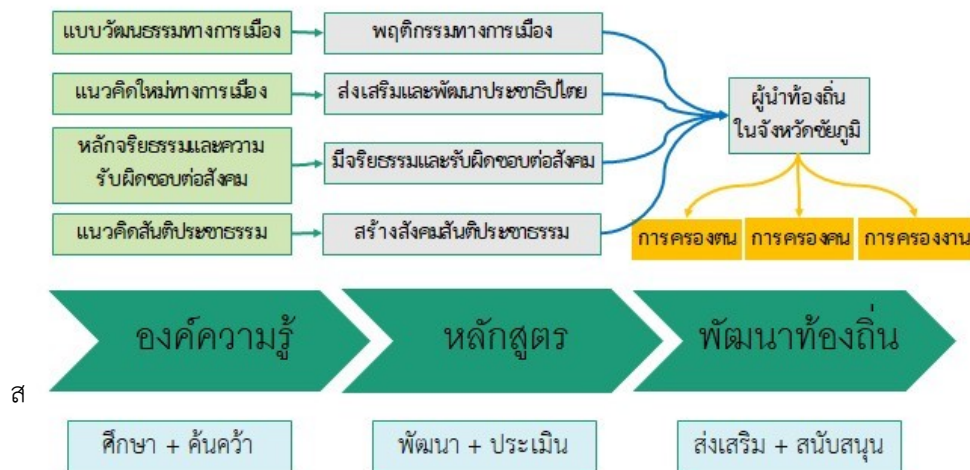 แบบวัฒนธรรมทางการเมือง
พฤติกรรมทางการเมือง
แนวคิดใหม่ทางการเมือง
ส่งเสริมและพัฒนาประชาธิปไตย
ผู้นำท้องถิ่น
ในจังหวัดชัยภูมิ
หลักจริยธรรมและความ
รับผิดชอบต่อสังคม
มีจริยธรรมและรับผิดชอบต่อสังคม
แนวคิดสันติประชาธรรม
สร้างสังคมสันติประชาธรรม
การครองตน
การครองคน
การครองงาน
องค์ความรู้
หลักสูตร
พัฒนาท้องถิ่น
ส
ศึกษา + ค้นคว้า
พัฒนา + ประเมิน
ส่งเสริม + สนับสนุน